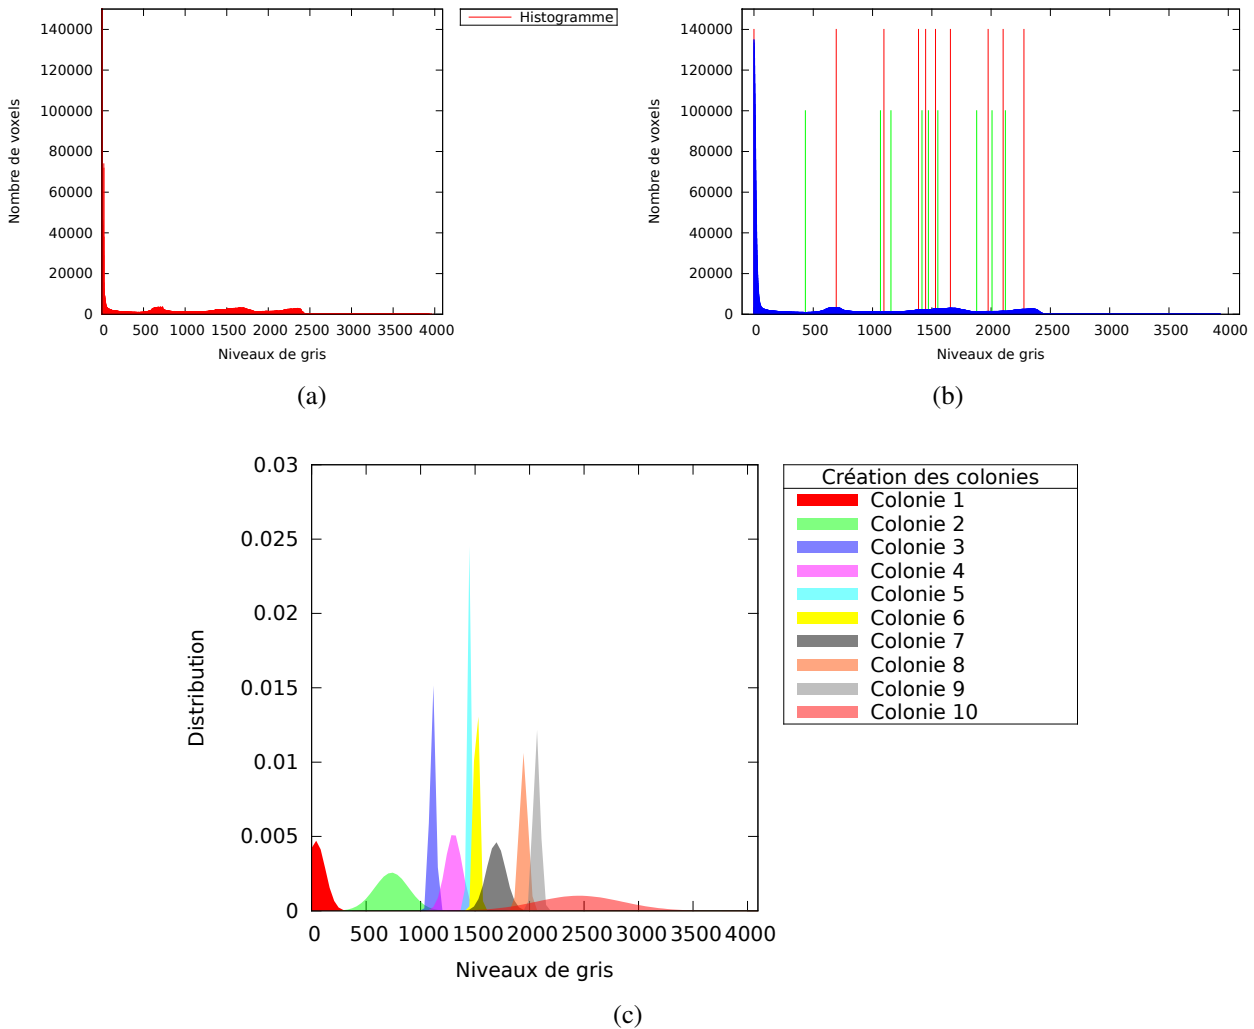 140000
120000
100000
80000
60000
40000
20000
0
Nombre de voxels
0 500 1000 1500 2000 2500 3000 3500 4000
Niveaux de gris
Histogramme
(a)
140000
120000
100000
80000
60000
40000
20000
0
Nombre de voxels
0 500 1000 1500 2000 2500 3000 3500 4000
Niveaux de gris
(b)
0.03
0.025
0.02
0.015
0.01
0.005
0
Distribution
0 500 1000 1500 2000 2500 3000 3500 4000
Niveaux de gris
Création des colonies
Colonie 1
Colonie 2
Colonie 3
Colonie 4
Colonie 5
Colonie 6
Colonie 7
Colonie 8
Colonie 9
Colonie 10
(c)